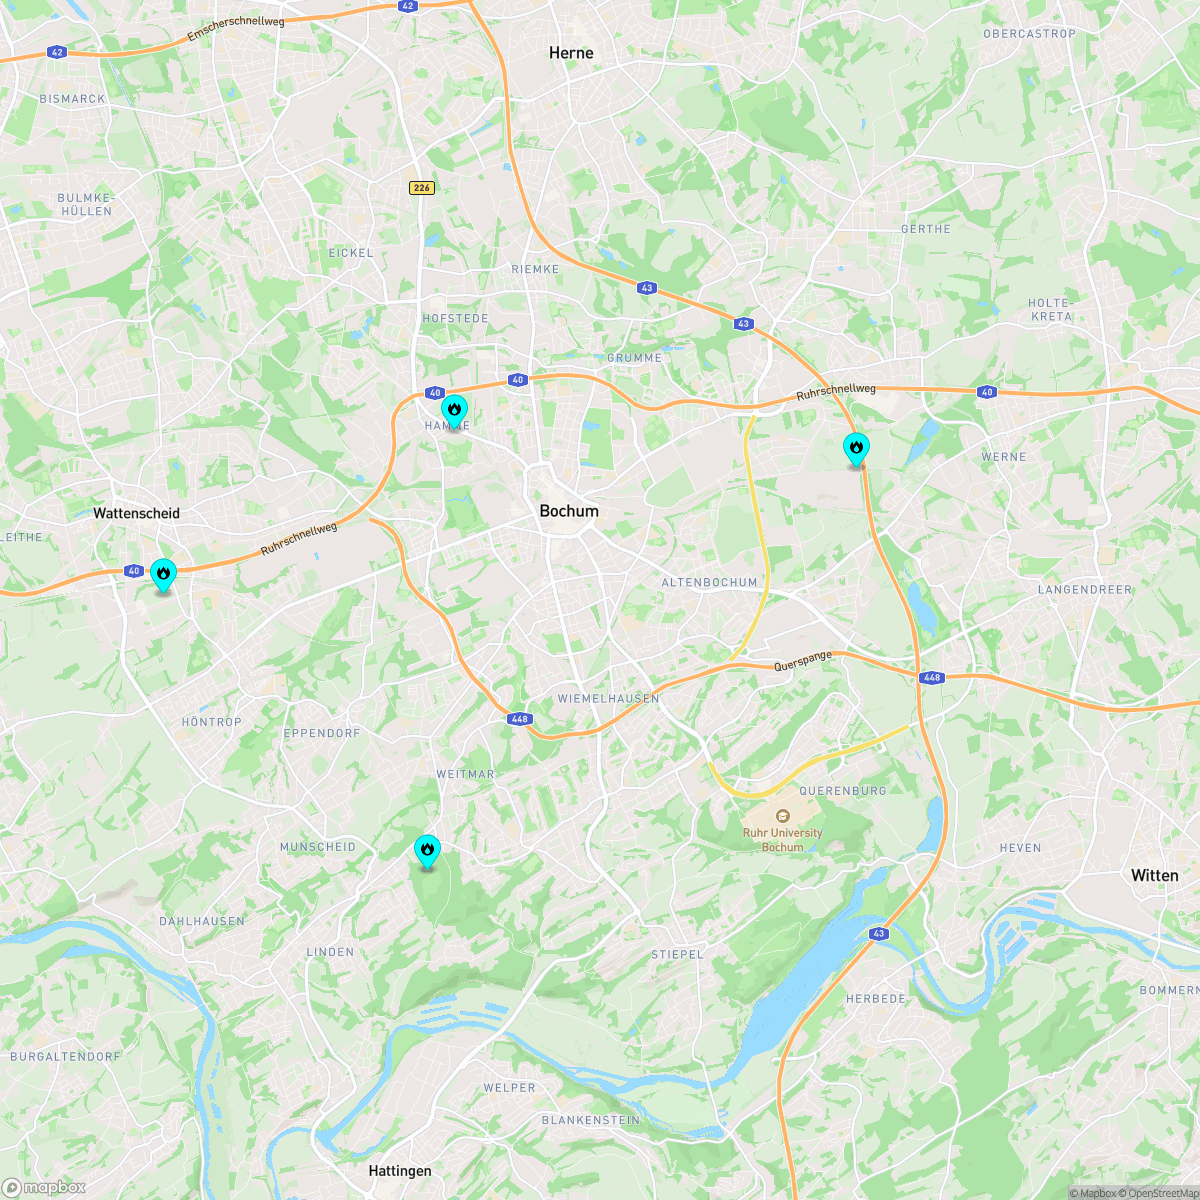 42
Emscherschnellweg
42
Herne
OBERCASTROP
BISMARCK
226
BULMKE-
HÜLLEN
EICKEL
RIEMKE
GERTHE
43
HOFSTEDE
43
HOLTE-
KRETA
GRUMME
40
40
Ruhrschnellweg
40
HAMME
WERNE
Wattenscheid
Bochum
LEITHE
Ruhrschnellweg
40
ALTENBOCHUM
LANGENDREER
Querspange
448
WIEMELHAUSEN
HÖNTROP
448
EPPENDORF
WEITMAR
QUERENBURG
Ruhr University
Bochum
MUNSCHEID
HEVEN
Witten
DAHLHAUSEN
43
LINDEN
STIEPEL
BOMMERN
HERBEDE
BURGALTENDORF
WELPER
BLANKENSTEIN
Hattingen
mapbox
© Mapbox © OpenStreetMap